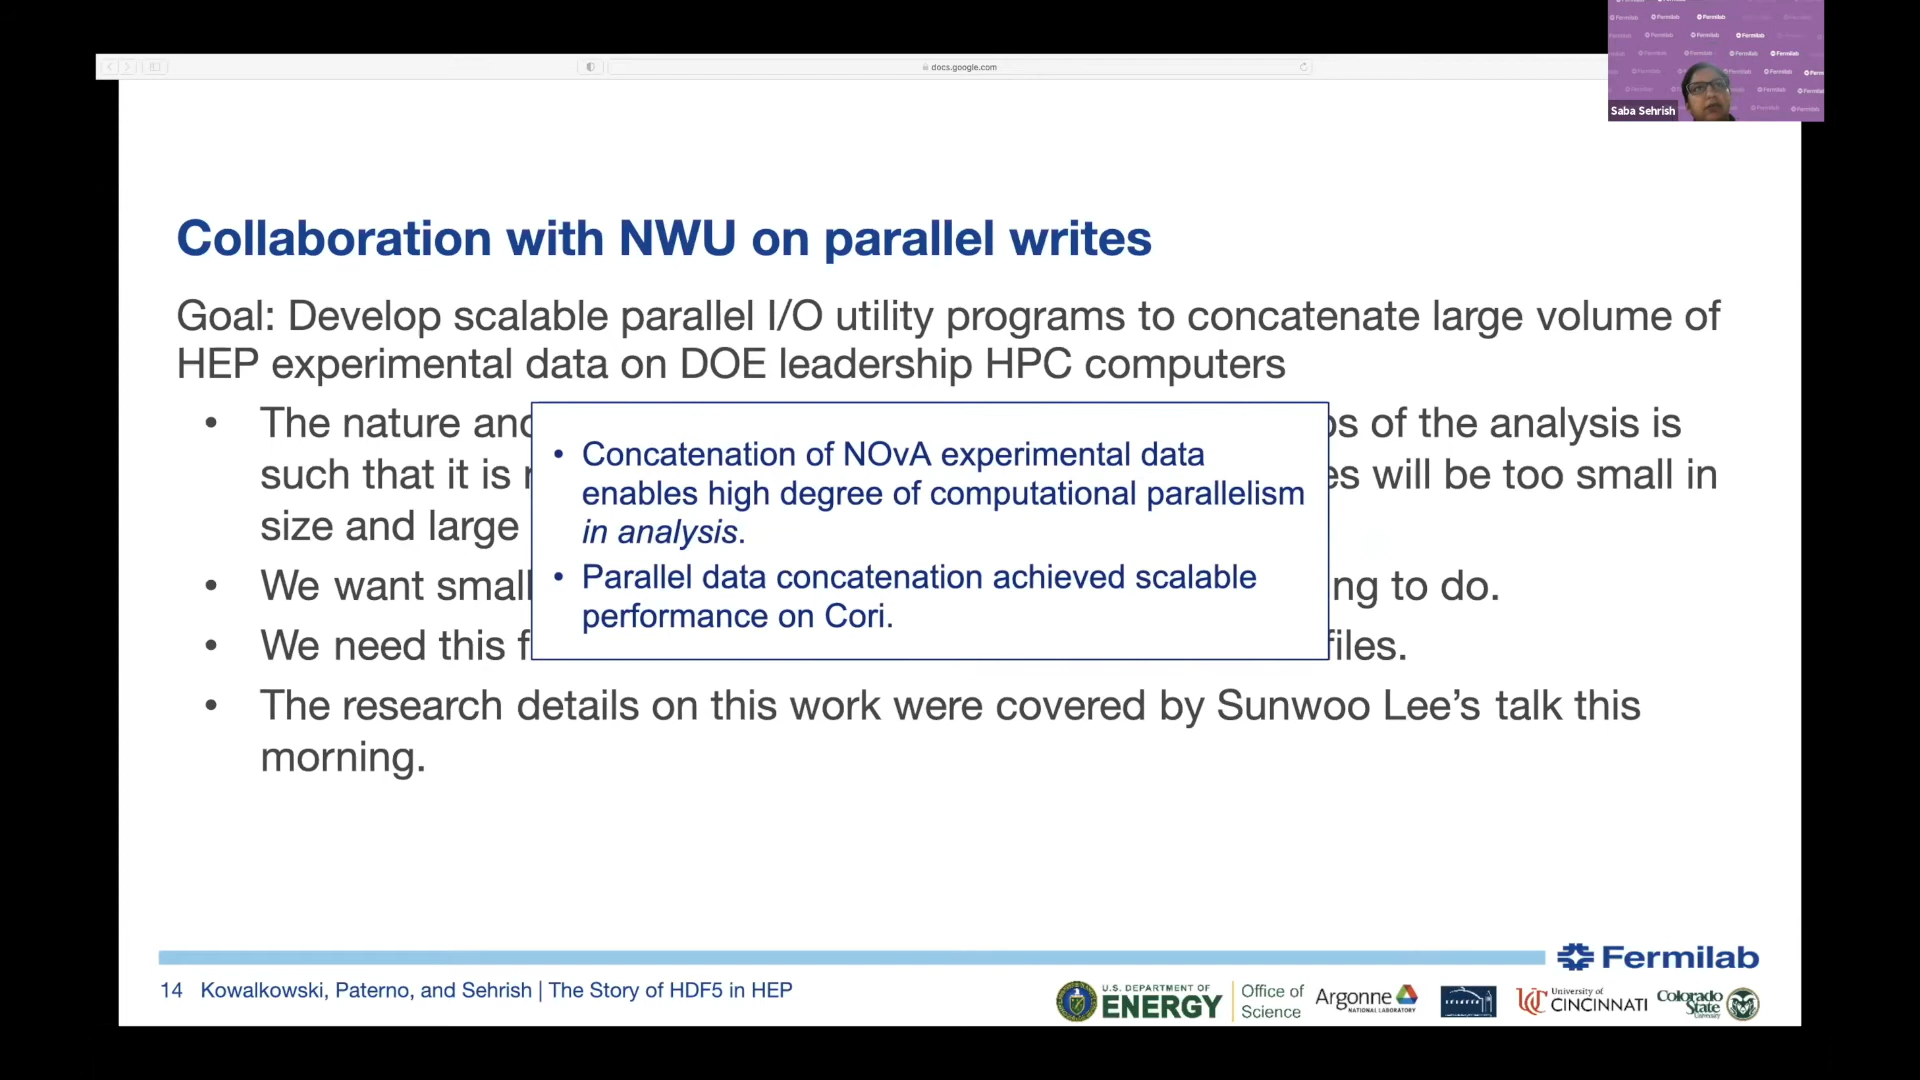 docs.google.com
Fermilab
Saba Sehrish
Collaboration with NWU on parallel writes
Goal: Develop scalable parallel I/O utility programs to concatenate large volume of
HEP experimental data on DOE leadership HPC computers
• The nature and
os of the analysis is
such that it is
es will be too small in
size and large
• We want small
ng to do.
• We need this f
files.
• Concatenation of NOvA experimental data
enables high degree of computational parallelism
in analysis.
• Parallel data concatenation achieved scalable
performance on Cori.
• The research details on this work were covered by Sunwoo Lee's talk this
morning.
Fermilab
14 Kowalkowski, Paterno, and Sehrish | The Story of HDF5 in HEP
U.S. DEPARTMENT OF
ENERGY
Office of
Science
Argonne
NATIONAL LABORATORY
University of
CINCINNATI
Colorado
State
University